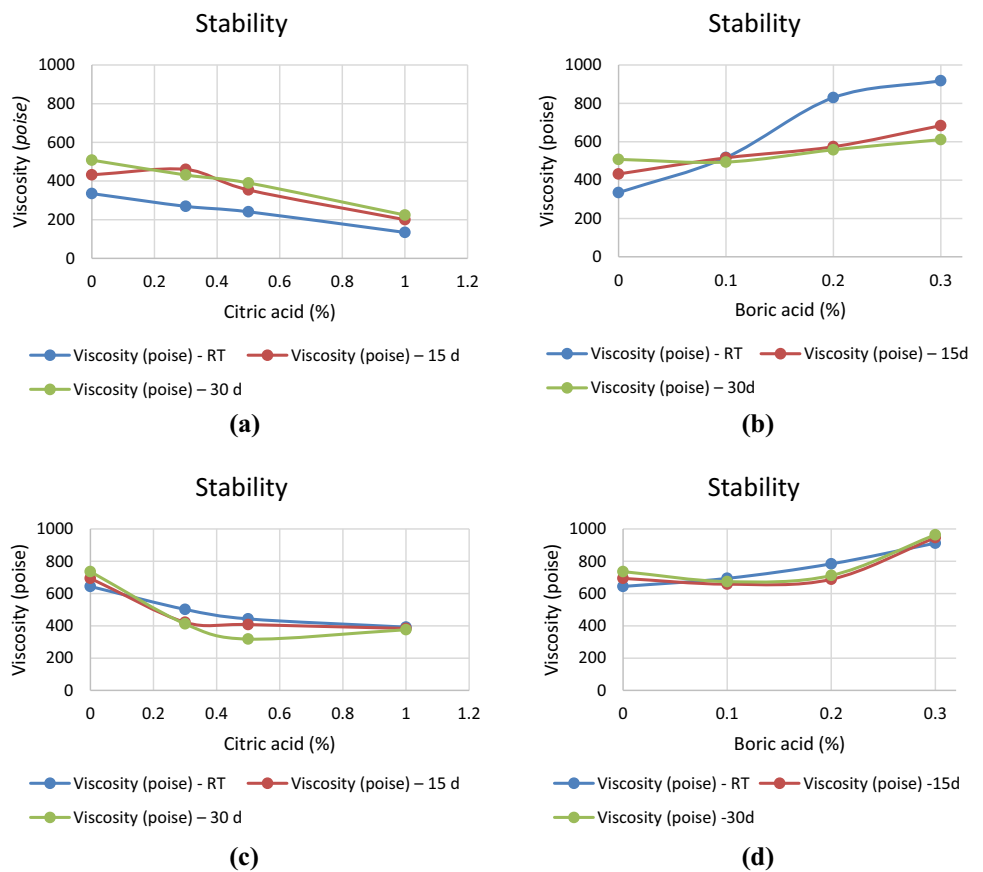 (a)
Stability
Viscosity (poise)
1000
800
600
400
200
0
0 0.2 0.4 0.6 0.8 1 1.2
Citric acid (%)
Viscosity (poise) - RT Viscosity (poise) – 15 d
Viscosity (poise) – 30 d
(a)
(b)
Stability
Viscosity (poise)
1000
800
600
400
200
0
0 0.1 0.2 0.3
Boric acid (%)
Viscosity (poise) - RT Viscosity (poise) – 15d
Viscosity (poise) – 30d
(b)
Stability
Viscosity (poise)
1000
800
600
400
200
0
0 0.2 0.4 0.6 0.8 1 1.2
Citric acid (%)
Viscosity (poise) - RT Viscosity (poise) – 15 d
Viscosity (poise) – 30 d
(c)
Stability
Viscosity (poise)
1000
800
600
400
200
0
0 0.1 0.2 0.3
Boric acid (%)
Viscosity (poise) - RT Viscosity (poise) -15d
Viscosity (poise) -30d
(d)